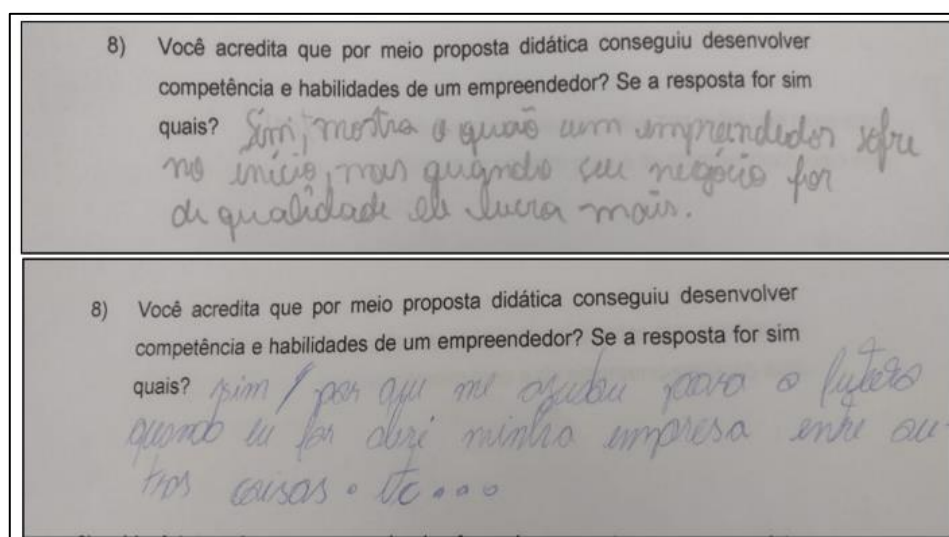 8) Você acredita que por meio proposta didática conseguiu desenvolver
competência e habilidades de um empreendedor? Se a resposta for sim
quais? Sim, mostra o quão um empreendedor sofre
no início, mas quando seu negócio for
de qualidade ele lucra mais.
8) Você acredita que por meio proposta didática conseguiu desenvolver
competência e habilidades de um empreendedor? Se a resposta for sim
quais? sim / por que me ajudou para o futuro
quando eu for minha empresa entre ou-
tras coisas. etc...